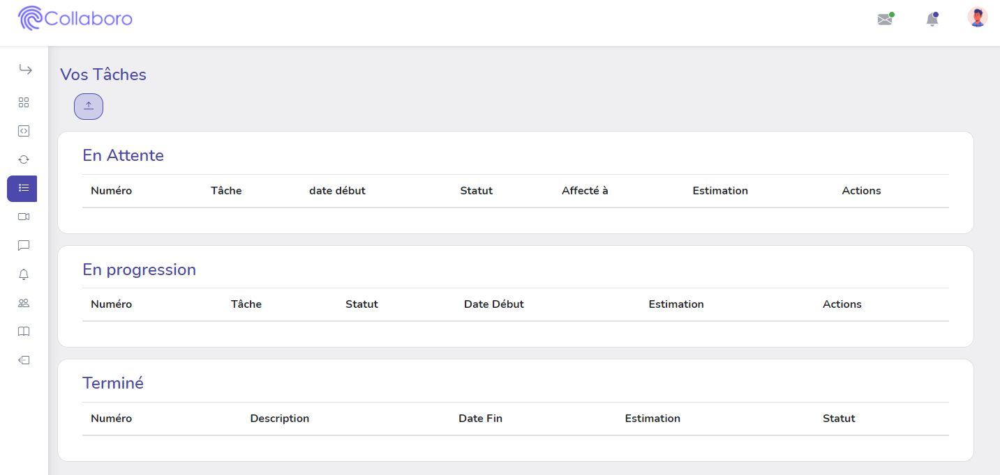 Collaboro
Vos Tâches
En Attente
Numéro Tâche date début Statut Affecté à Estimation Actions
En progression
Numéro Tâche Statut Date Début Estimation Actions
Terminé
Numéro Description Date Fin Estimation Statut